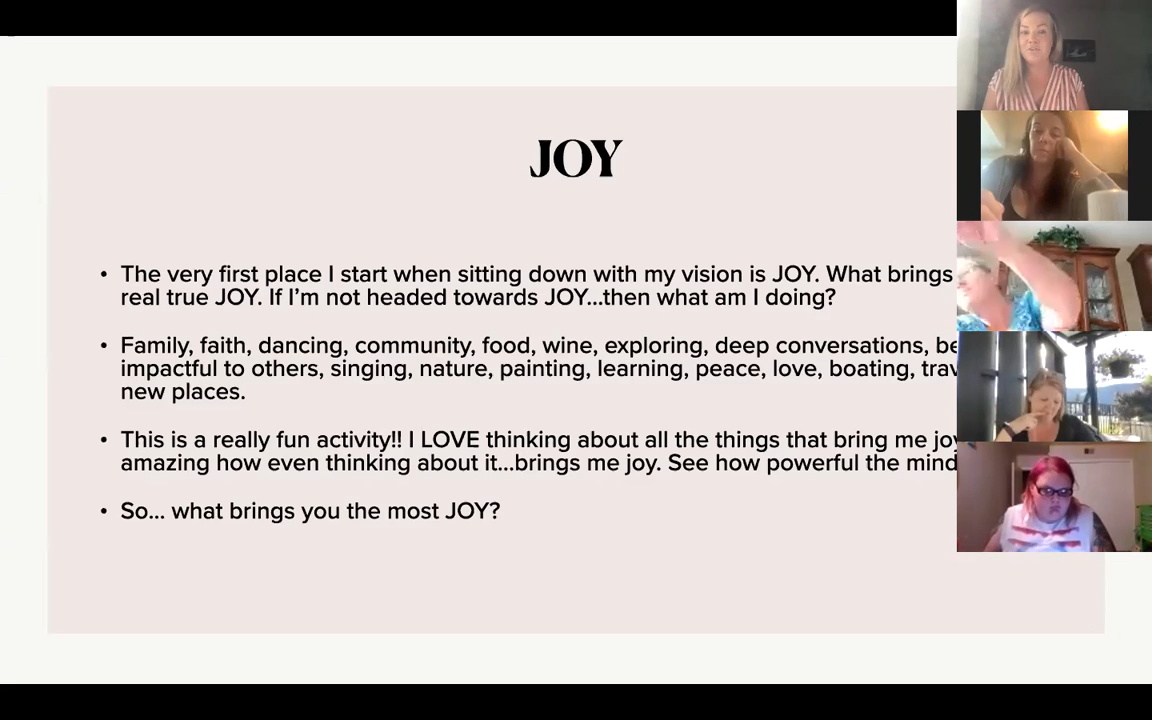 JOY
• The very first place I start when sitting down with my vision is JOY. What brings
real true JOY. If I’m not headed towards JOY...then what am I doing?
• Family, faith, dancing, community, food, wine, exploring, deep conversations, be
impactful to others, singing, nature, painting, learning, peace, love, boating, trav
new places.
• This is a really fun activity!! I LOVE thinking about all the things that bring me joy
amazing how even thinking about it...brings me joy. See how powerful the mind
• So... what brings you the most JOY?